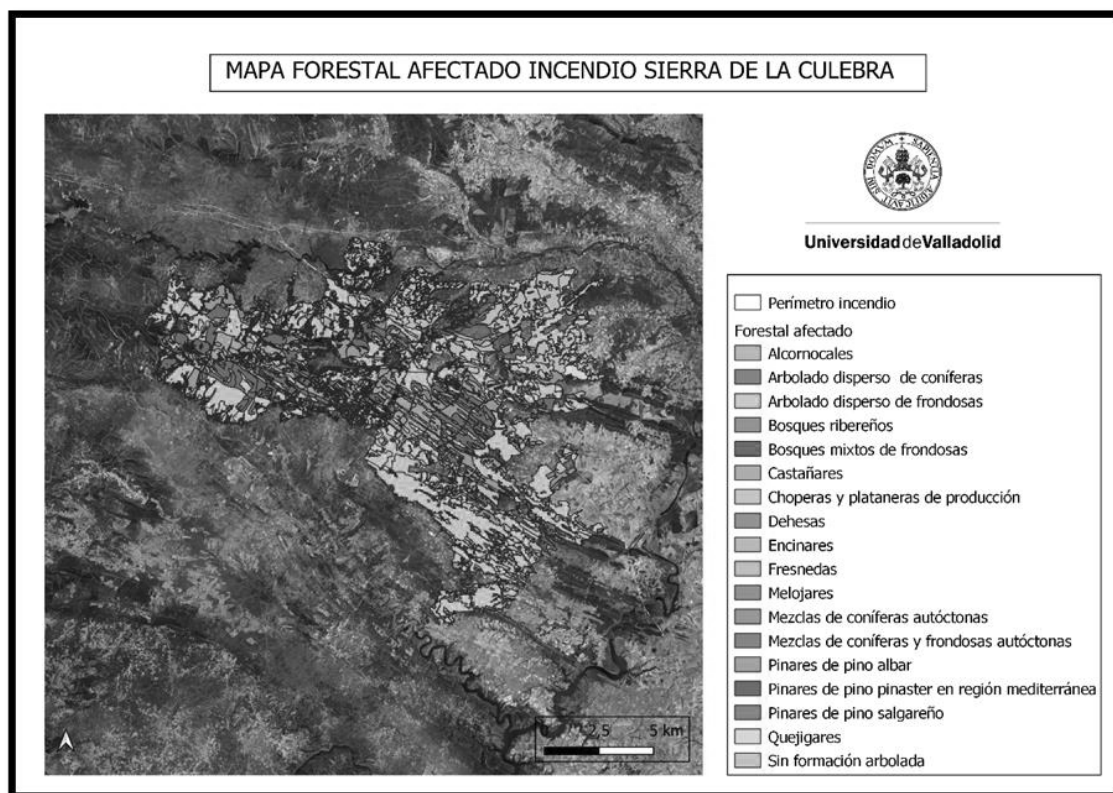 MAPA FORESTAL AFECTADO INCENDIO SIERRA DE LA CULEBRA
SIGILLVM VNIVERSITATIS
Universidad de Valladolid
Perímetro incendio
Forestal afectado
Alcornocales
Arbolado disperso de coníferas
Arbolado disperso de frondosas
Bosques ribereños
Bosques mixtos de frondosas
Castañares
Choperas y plataneras de producción
Dehesas
Encinares
Fresnedas
Melojares
Mezclas de coníferas autóctonas
Mezclas de coníferas y frondosas autóctonas
Pinares de pino albar
Pinares de pino pinaster en región mediterránea
Pinares de pino salgareño
Quejigares
Sin formación arbolada
0 2,5 5 km